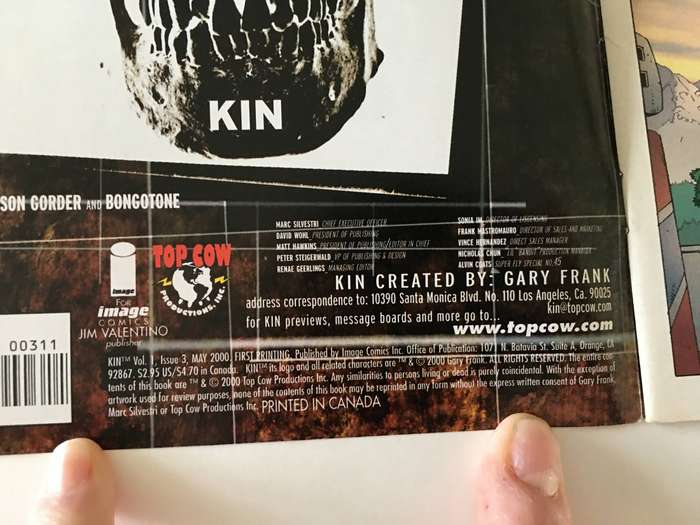 KIN
SON GORDER AND BONGOTONE
MARC SILVESTRI CHIEF EXECUTIVE OFFICER
DAVID WOHL PRESIDENT OF PUBLISHING
MATT HAWKINS PRESIDENT OF PUBLISHING/EDITOR IN CHIEF
PETER STEIGERWALD VP OF PUBLISHING & DESIGN
RENAE GEERLINGS MANAGING EDITOR
SONIA IM DIRECTOR OF LICENSING
FRANK MASTROMAURO DIRECTOR OF SALES AND MARKETING
VINCE HERNANDEZ DIRECT SALES MANAGER
NICHOLAS CHUN "LIL' BANDIT" PRODUCTION MANAGER
ALVIN COATS SUPER FLY SPECIAL NO. 45
image
TOP COW
PRODUCTIONS, INC.
For
image
COMICS
JIM VALENTINO
publisher
KIN CREATED BY: GARY FRANK
address correspondence to: 10390 Santa Monica Blvd. No. 110 Los Angeles, Ca. 90025
kin@topcow.com
for KIN previews, message boards and more go to...
www.topcow.com
00311
KIN™ Vol. 1, Issue 3, MAY 2000. FIRST PRINTING. Published by Image Comics Inc. Office of Publication: 1071 N. Batavia St. Suite A, Orange, CA
92867. $2.95 US/$4.70 in Canada. KIN™ its logo and all related characters are ™ & © 2000 Gary Frank. ALL RIGHTS RESERVED. The entire con-
tents of this book are ™ & © 2000 Top Cow Productions Inc. Any similarities to persons living or dead is purely coincidental. With the exception of
artwork used for review purposes, none of the contents of this book may be reprinted in any form without the express written consent of Gary Frank,
Marc Silvestri or Top Cow Productions Inc. PRINTED IN CANADA